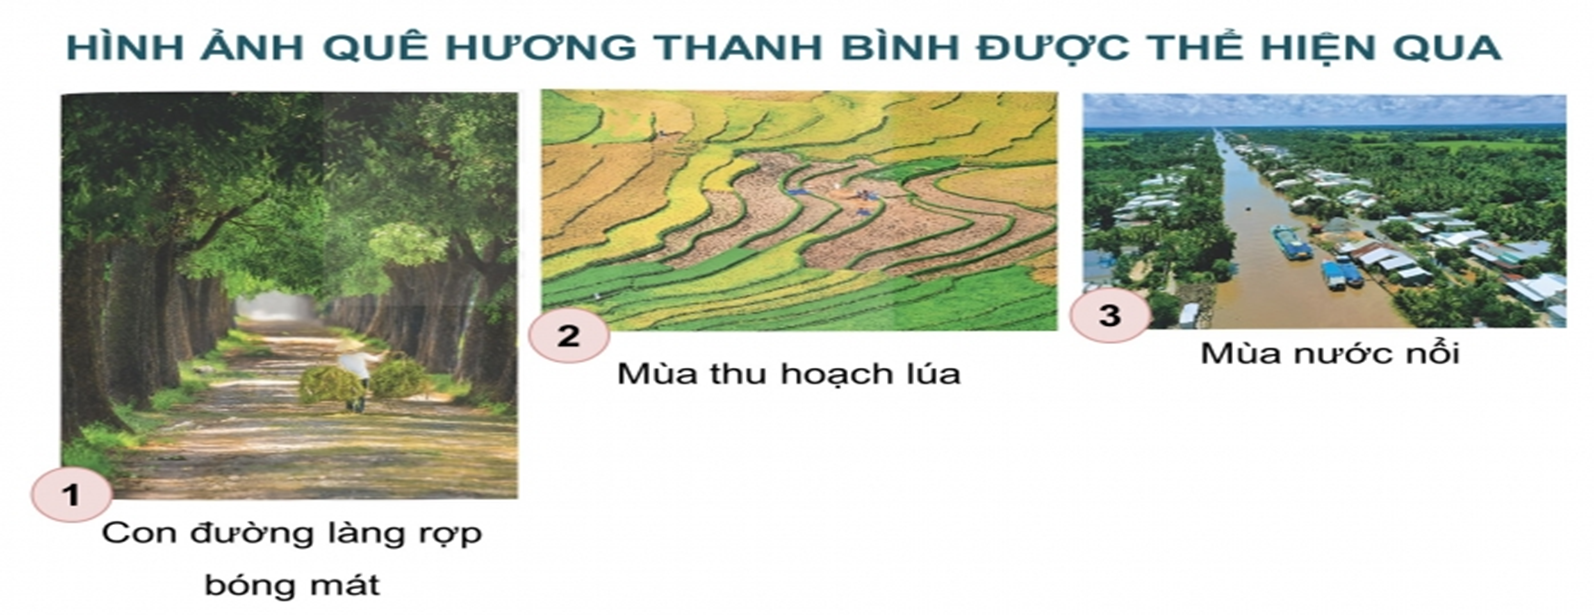 HÌNH ẢNH QUÊ HƯƠNG THANH BÌNH ĐƯỢC THỂ HIỆN QUA
1
Con đường làng rợp
bóng mát
2
Mùa thu hoạch lúa
3
Mùa nước nổi